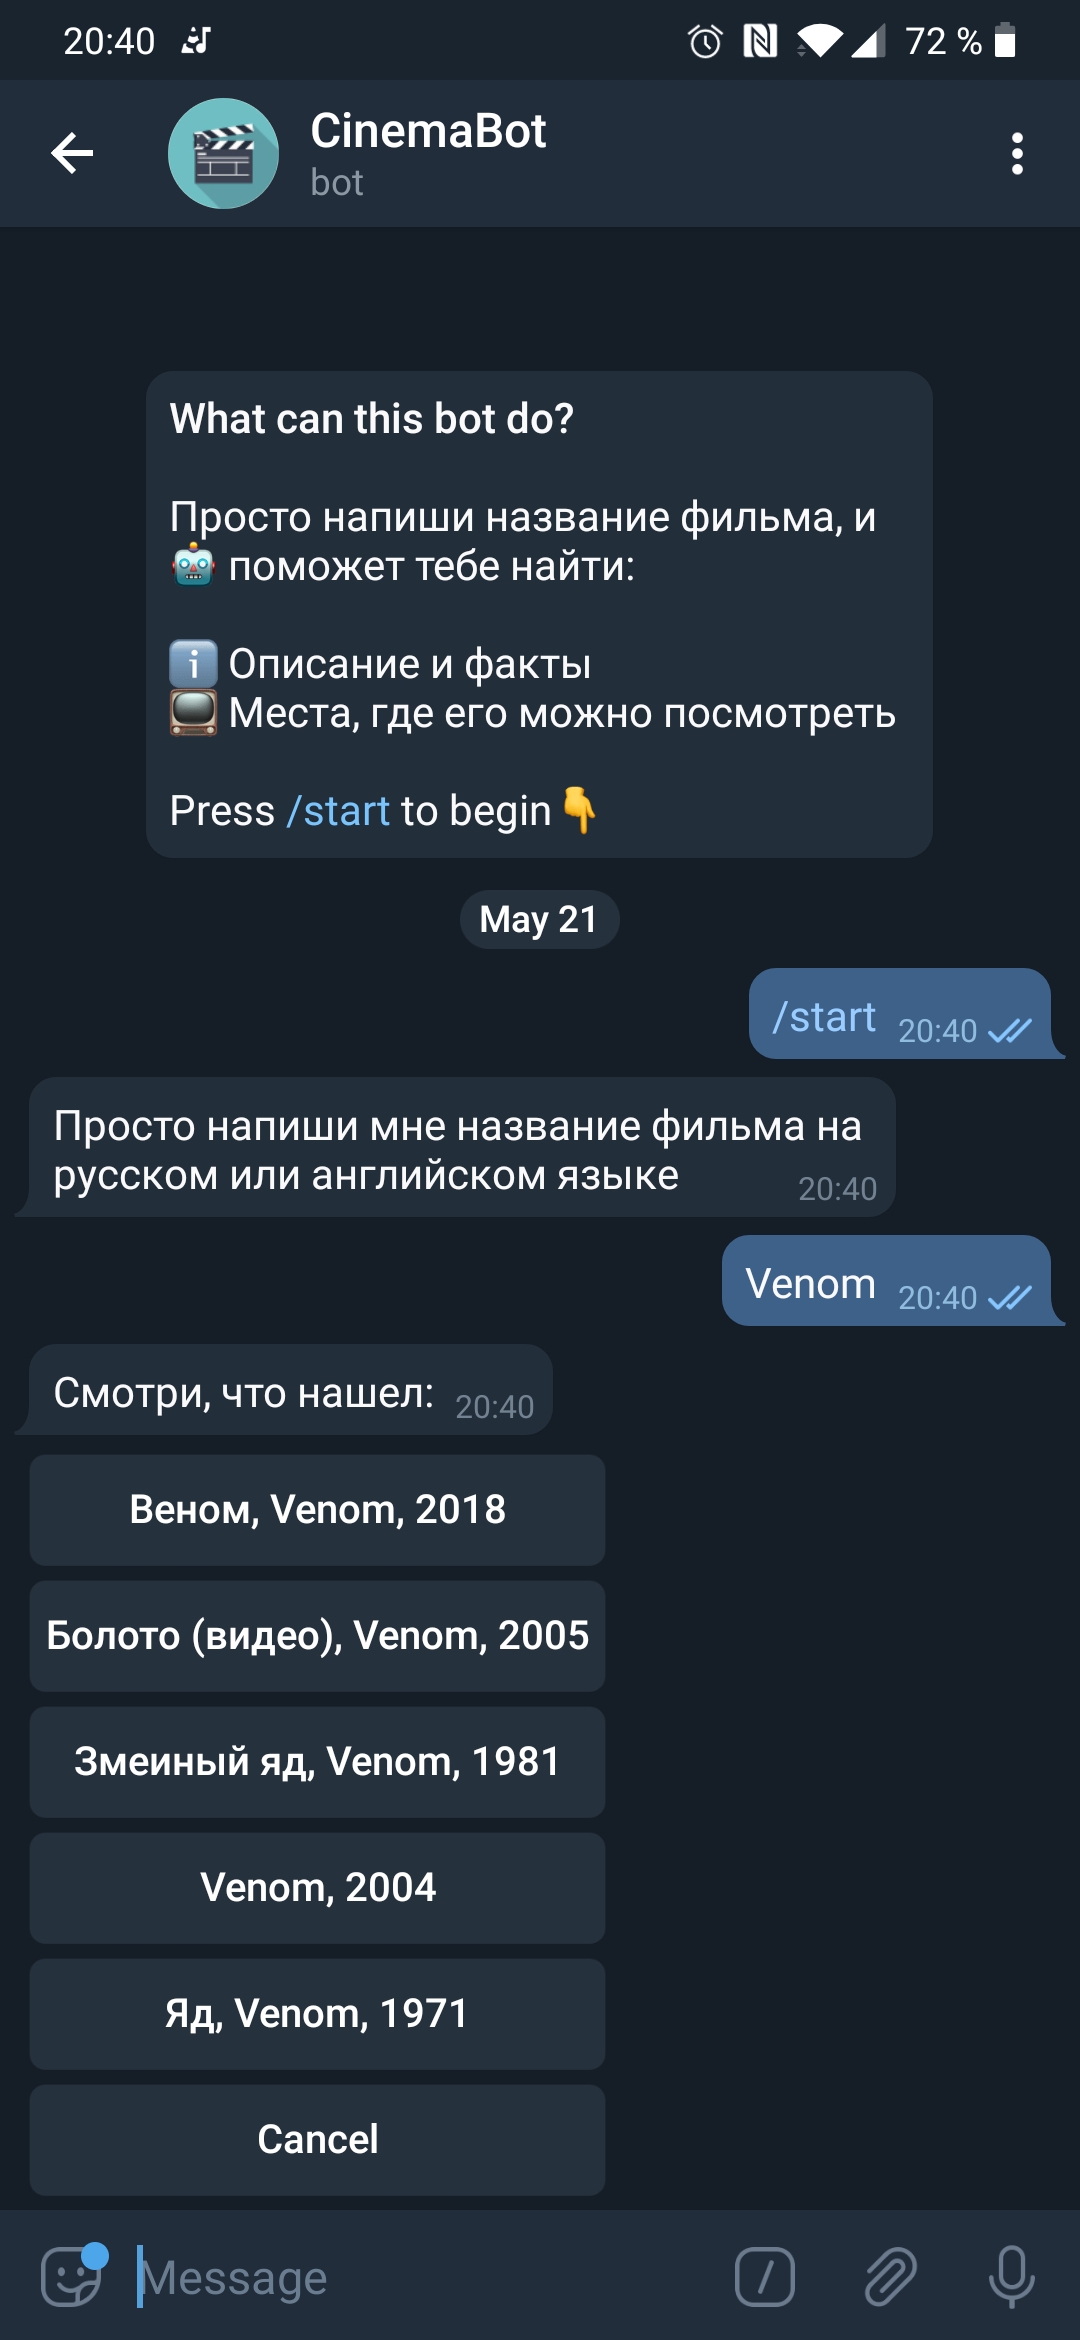 20:40
72 %
CinemaBot
bot
What can this bot do?
Просто напиши название фильма, и
🤖 поможет тебе найти:
ℹ️ Описание и факты
📺 Места, где его можно посмотреть
Press /start to begin👇
May 21
/start 20:40
Просто напиши мне название фильма на
русском или английском языке 20:40
Venom 20:40
Смотри, что нашел: 20:40
Веном, Venom, 2018
Болото (видео), Venom, 2005
Змеиный яд, Venom, 1981
Venom, 2004
Яд, Venom, 1971
Cancel
Message